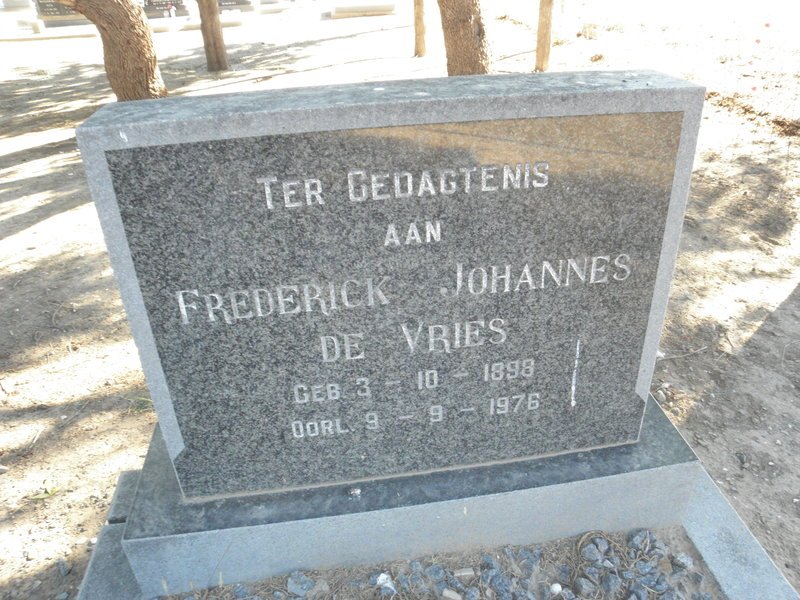 TER GEDAGTENIS
AAN
FREDERICK JOHANNES
DE VRIES
GEB 3 - 10 - 1898
OORL. 9 - 9 - 1976